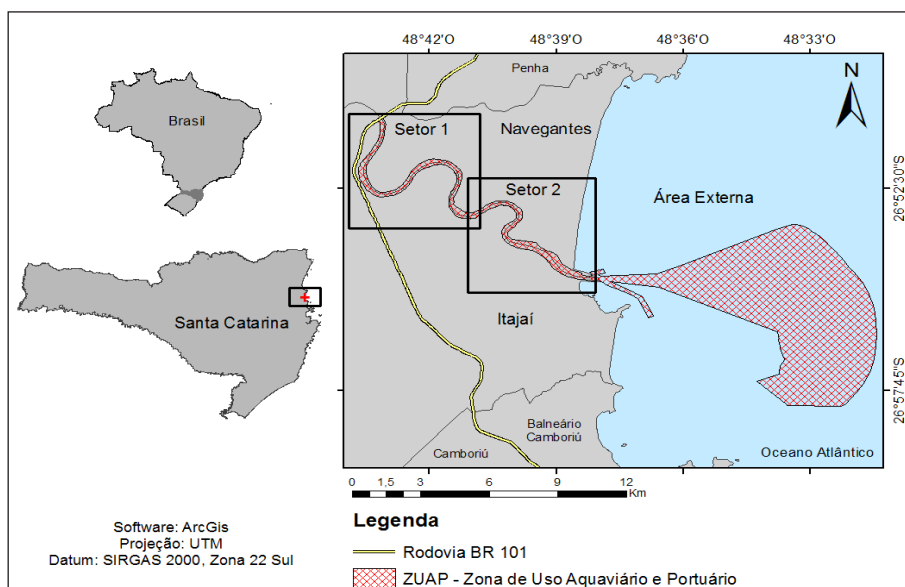 48°42'O 48°39'O 48°36'O 48°33'O
Penha
N
Brasil
Setor 1
Navegantes
Setor 2
26°52'30"S
Área Externa
Santa Catarina
Itajaí
26°57'45"S
Balneário
Camboriú
Camboriú
Oceano Atlântico
0 1,5 3 6 9 12
Km
Legenda
Software: ArcGis
Projeção: UTM
Datum: SIRGAS 2000, Zona 22 Sul
Rodovia BR 101
ZUAP - Zona de Uso Aquaviário e Portuário